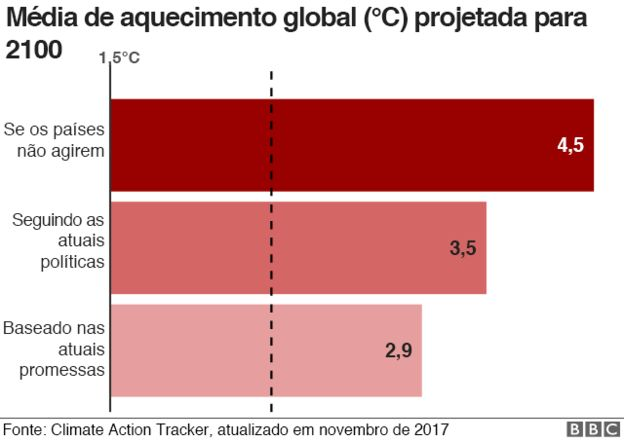 Média de aquecimento global (°C) projetada para
2100
1,5°C
Se os países
não agirem
4,5
Seguindo as
atuais
políticas
3,5
Baseado nas
atuais
promessas
2,9
Fonte: Climate Action Tracker, atualizado em novembro de 2017
BBC